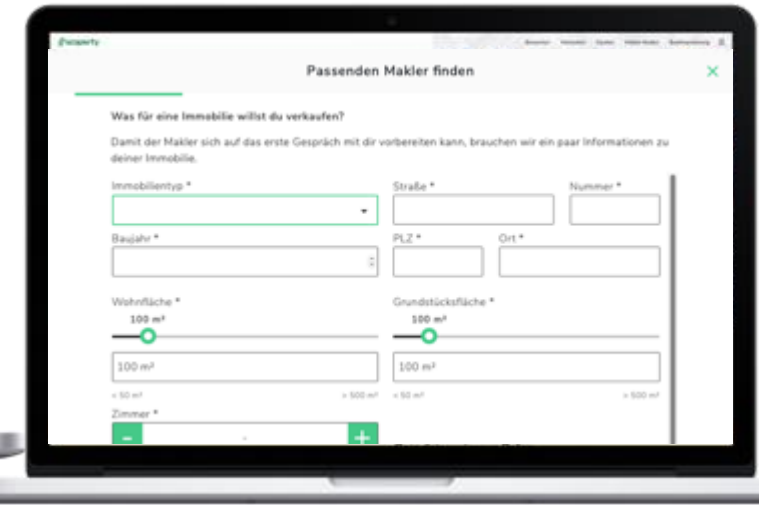 scoperty
Passenden Makler finden
Was für eine Immobilie willst du verkaufen?
Damit der Makler sich auf das erste Gespräch mit dir vorbereiten kann, brauchen wir ein paar Informationen zu
deiner Immobilie.
Immobilientyp * Straße * Nummer *
Baujahr * PLZ * Ort *
Wohnfläche * Grundstücksfläche *
100 m² 100 m²
100 m² 100 m²
< 50 m² > 500 m² < 50 m² > 500 m²
Zimmer *
- +